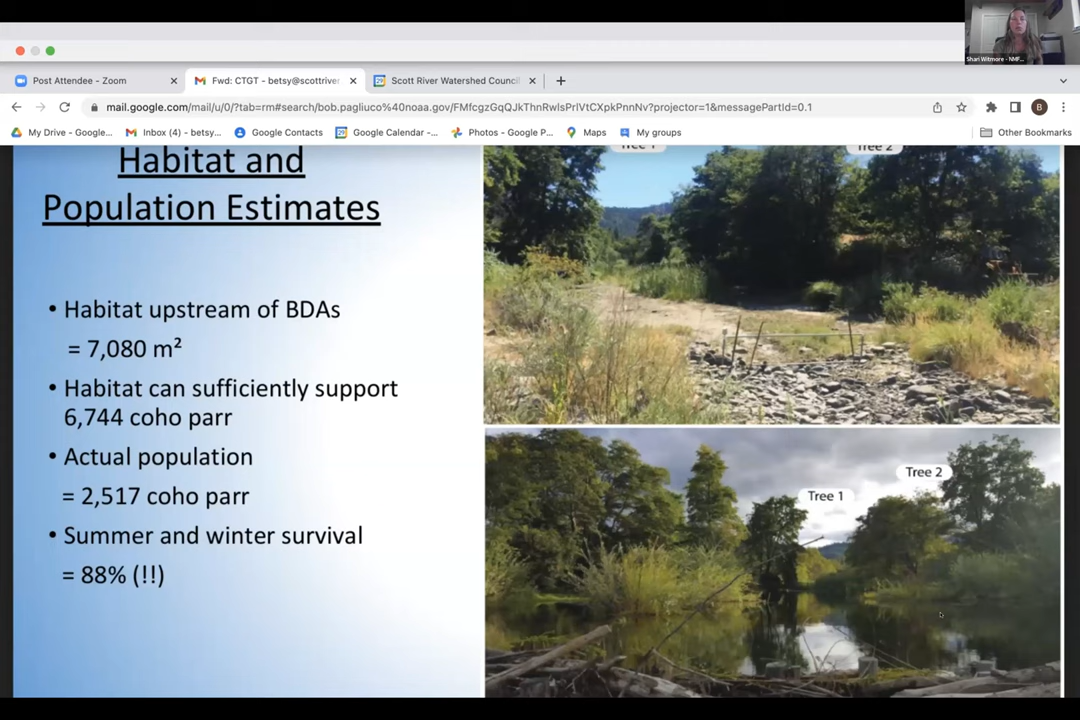 Shari Witmore - NMF...
Post Attendee - Zoom
Fwd: CTGT - betsy@scottriver
Scott River Watershed Council
mail.google.com/mail/u/0/?tab=rm#search/bob.pagliuco%40noaa.gov/FMfcgzGqQJkThnRwlsPrlVtCXpkPnnNv?projector=1&messagePartId=0.1
B
My Drive - Google...
Inbox (4) - betsy...
Google Contacts
Google Calendar -...
Photos - Google P...
Maps
My groups
Other Bookmarks
Habitat and
Population Estimates
• Habitat upstream of BDAs
= 7,080 m²
• Habitat can sufficiently support
6,744 coho parr
• Actual population
= 2,517 coho parr
• Summer and winter survival
= 88% (!!)
Tree 1
Tree 2
Tree 1
Tree 2